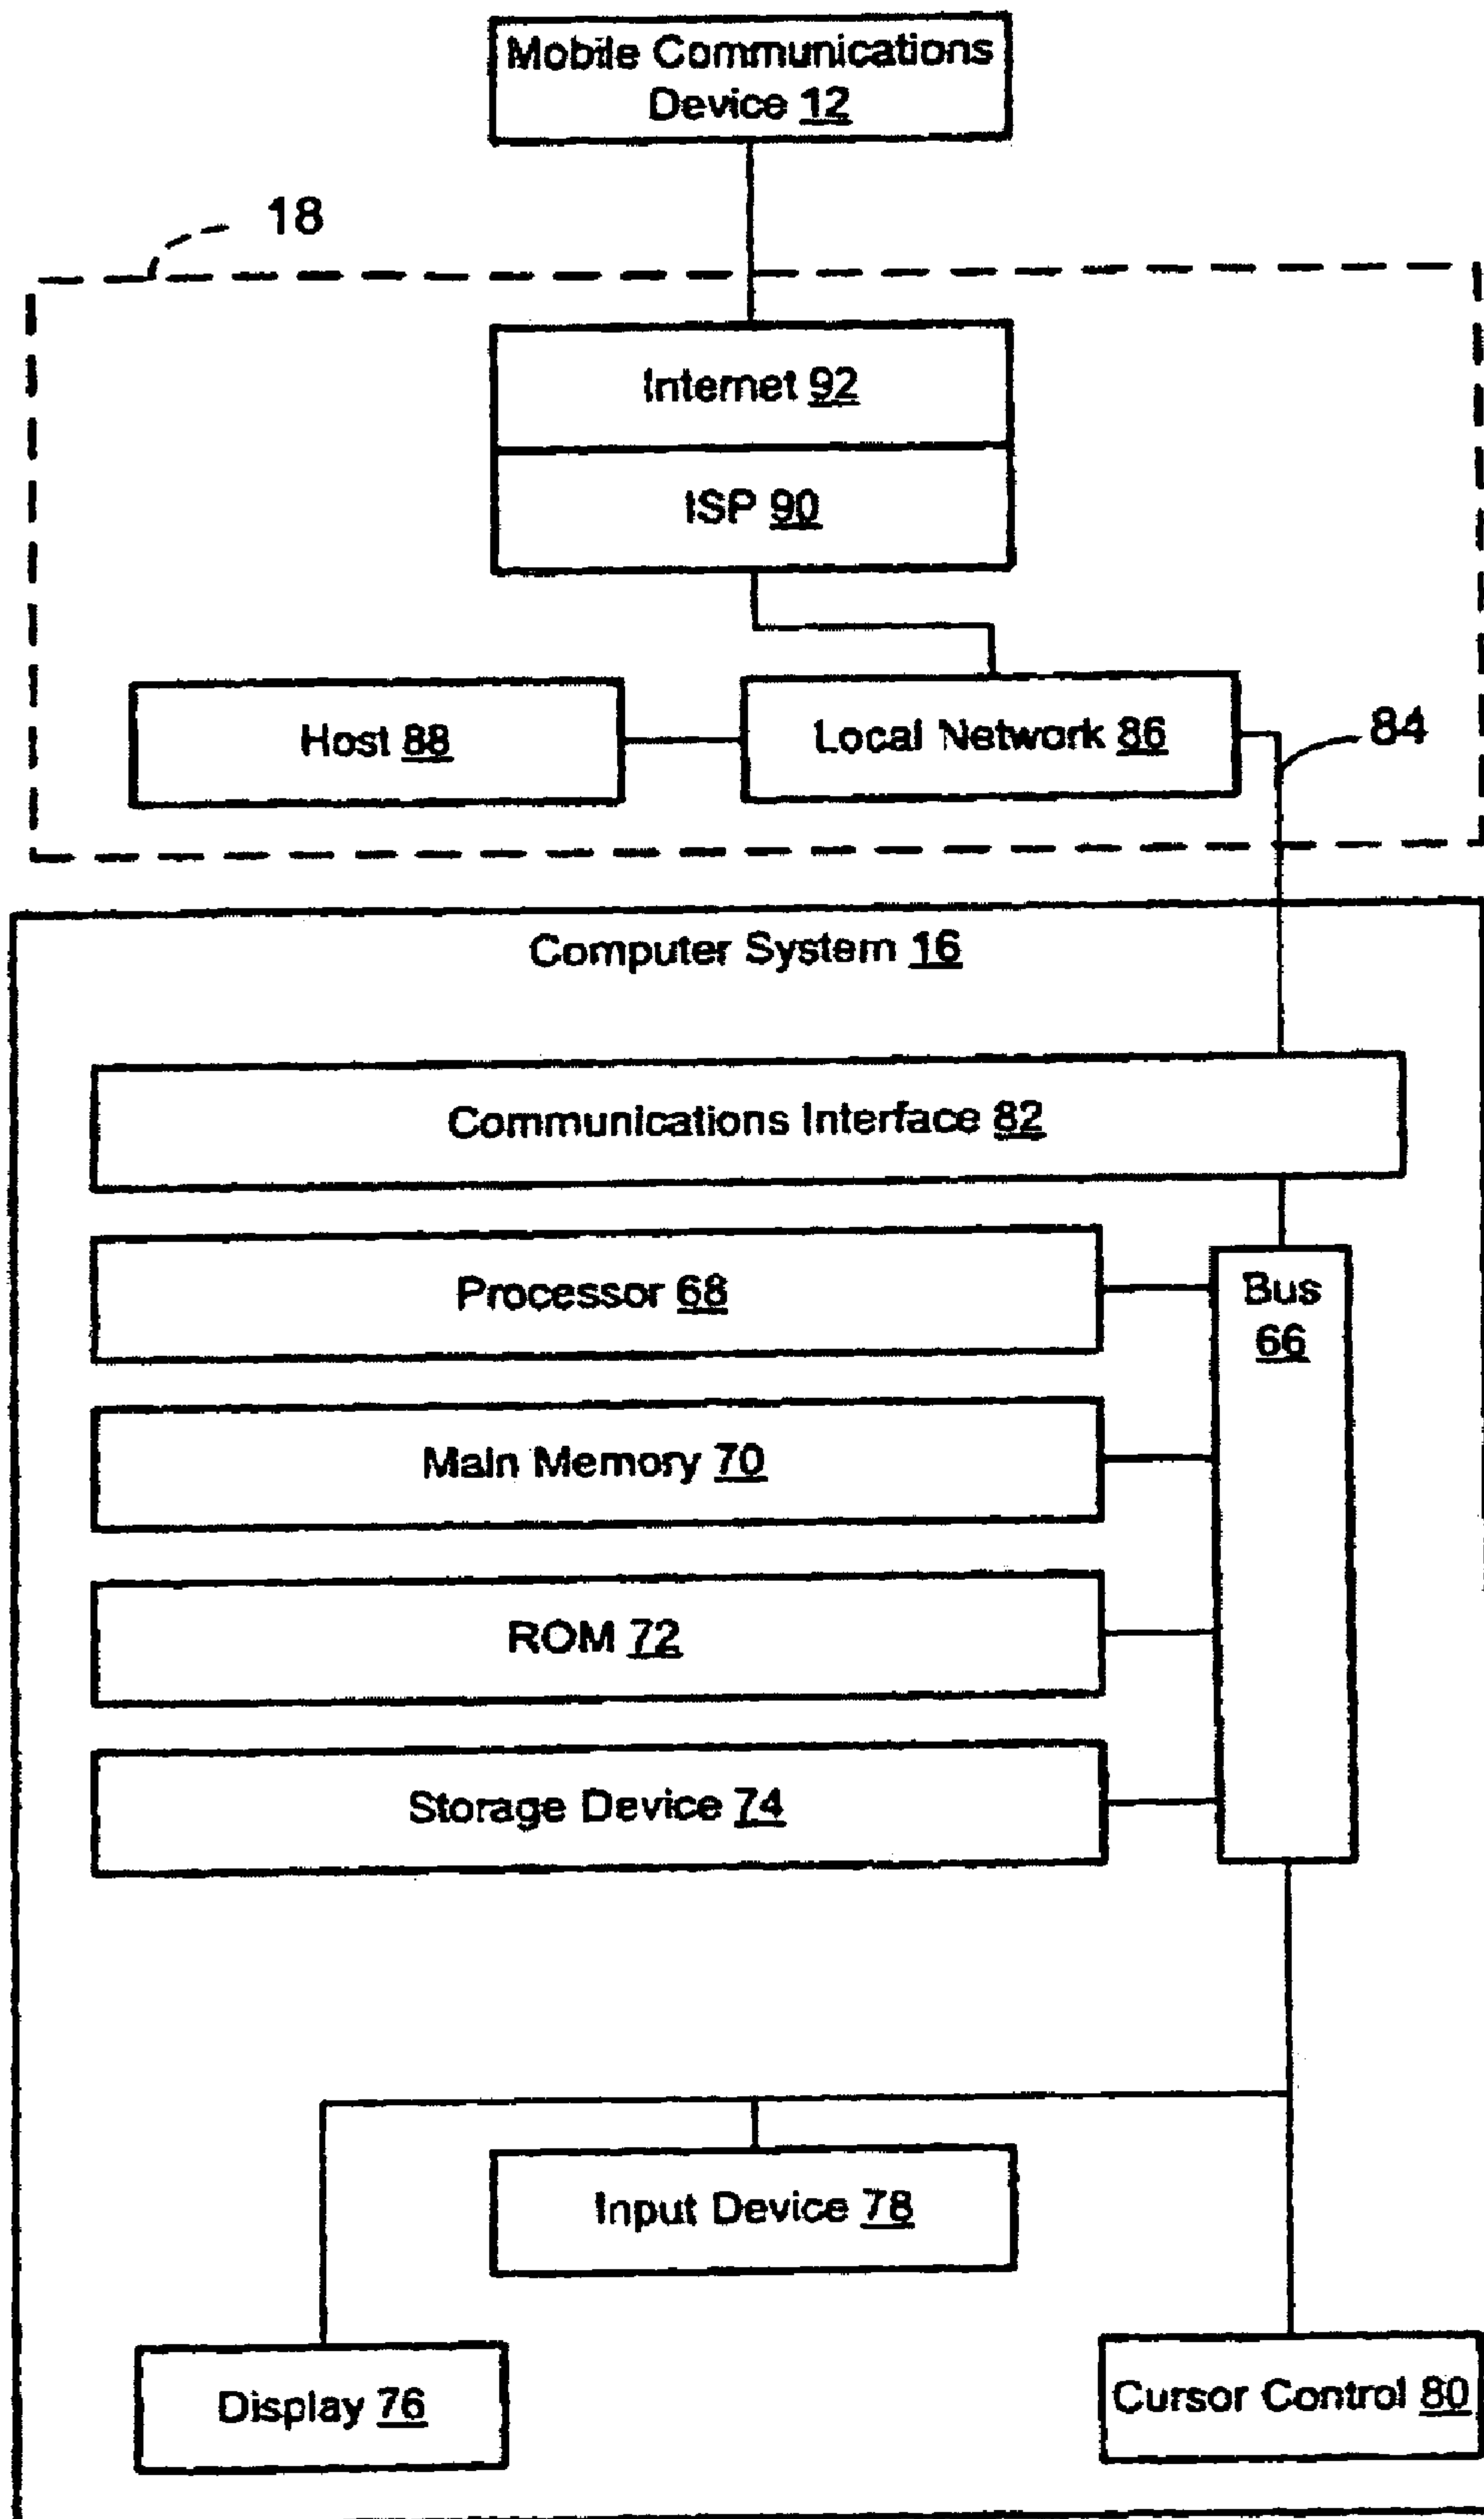 Mobile Communications
Device 12
18
Internet 92
ISP 90
Host 88
Local Network 86
84
Computer System 16
Communications Interface 82
Processor 68
Bus
66
Main Memory 70
ROM 72
Storage Device 74
Input Device 78
Display 76
Cursor Control 80